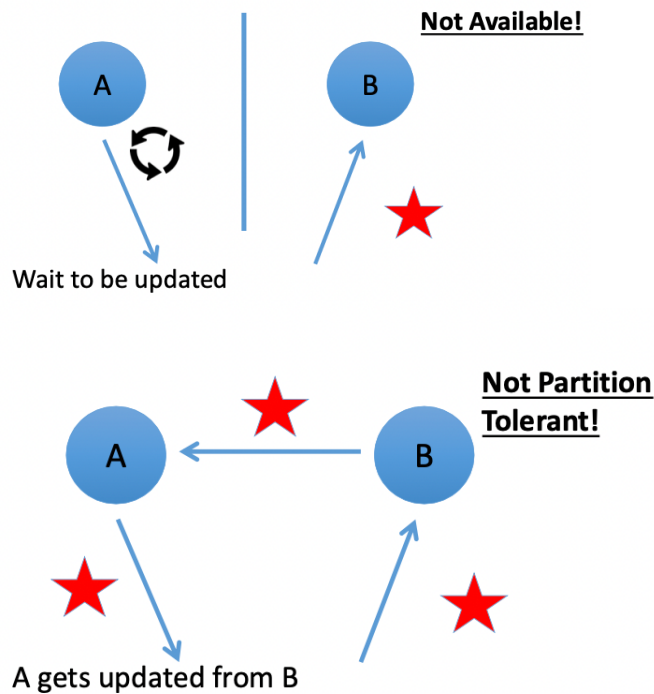 Not Available!
A
B
Wait to be updated
Not Partition
Tolerant!
A
B
A gets updated from B